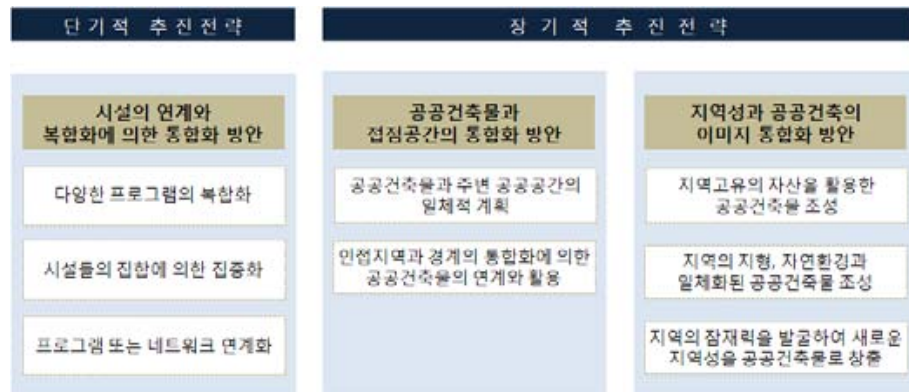 단기적 추진전략
장기적 추진전략
시설의 연계와
복합화에 의한 통합화 방안
다양한 프로그램의 복합화
시설들의 집합에 의한 집중화
프로그램 또는 네트워크 연계화
공공건축물과
접점공간의 통합화 방안
공공건축물과 주변 공공공간의
일체적 계획
인접지역과 경계의 통합화에 의한
공공건축물의 연계와 활용
지역성과 공공건축의
이미지 통합화 방안
지역고유의 자산을 활용한
공공건축물 조성
지역의 지형, 자연환경과
일체화된 공공건축물 조성
지역의 잠재력을 발굴하여 새로운
지역성을 공공건축물로 창출